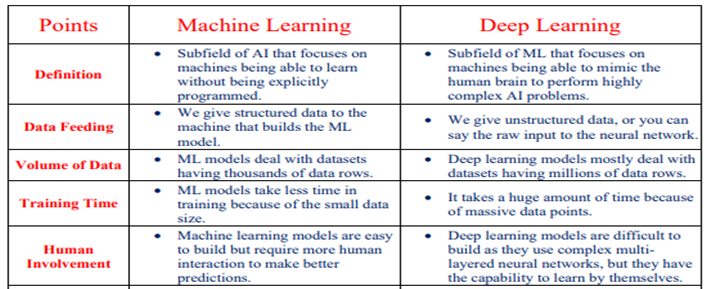 Points Machine Learning Deep Learning
Definition
• Subfield of AI that focuses on
machines being able to learn
without being explicitly
programmed.
• Subfield of ML that focuses on
machines being able to mimic the
human brain to perform highly
complex AI problems.
Data Feeding
• We give structured data to the
machine that builds the ML
model.
• We give unstructured data, or you can
say the raw input to the neural network.
Volume of Data
• ML models deal with datasets
having thousands of data rows.
• Deep learning models mostly deal with
datasets having millions of data rows.
Training Time
• ML models take less time in
training because of the small data
size.
• It takes a huge amount of time because
of massive data points.
Human
Involvement
• Machine learning models are easy
to build but require more human
interaction to make better
predictions.
• Deep learning models are difficult to
build as they use complex multi-
layered neural networks, but they have
the capability to learn by themselves.